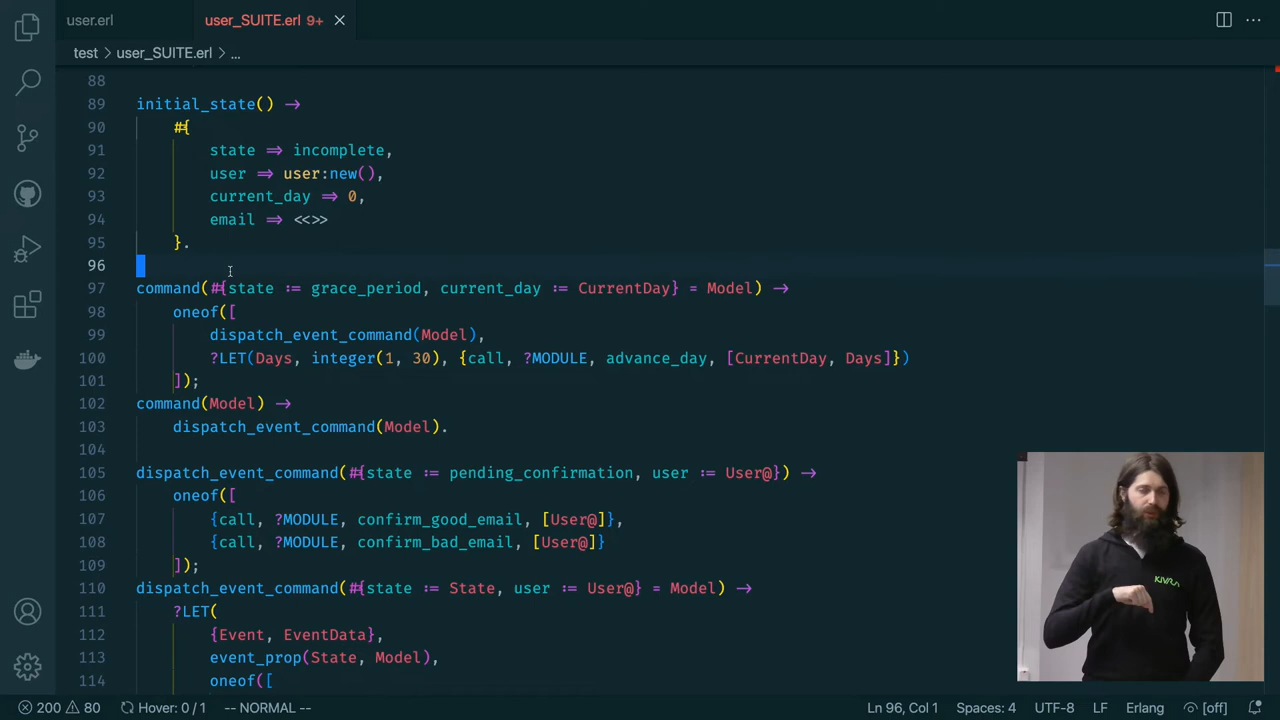 user.erl
user_SUITE.erl 9+
test > user_SUITE.erl > ...
88
89 initial_state() ->
90 #{
91 state => incomplete,
92 user => user:new(),
93 current_day => 0,
94 email => <<>>
95 }.
96
97 command(#{state := grace_period, current_day := CurrentDay} = Model) ->
98 oneof([
99 dispatch_event_command(Model),
100 ?LET(Days, integer(1, 30), {call, ?MODULE, advance_day, [CurrentDay, Days]})
101 ]);
102 command(Model) ->
103 dispatch_event_command(Model).
104
105 dispatch_event_command(#{state := pending_confirmation, user := User@}) ->
106 oneof([
107 {call, ?MODULE, confirm_good_email, [User@]},
108 {call, ?MODULE, confirm_bad_email, [User@]}
109 ]);
110 dispatch_event_command(#{state := State, user := User@} = Model) ->
111 ?LET(
112 {Event, EventData},
113 event_prop(State, Model),
114 oneof([
KIVRA
200 80 Hover: 0/1 -- NORMAL -- Ln 96, Col 1 Spaces: 4 UTF-8 LF Erlang [off]